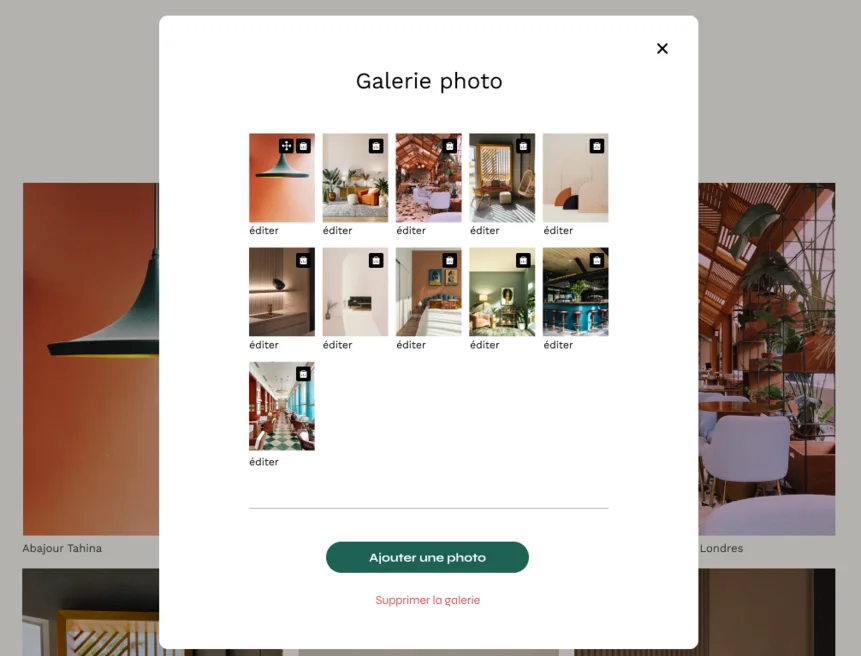 Galerie photo
éditer
éditer
éditer
éditer
éditer
éditer
éditer
éditer
éditer
éditer
éditer
Abajour Tahina
Londres
Ajouter une photo
Supprimer la galerie